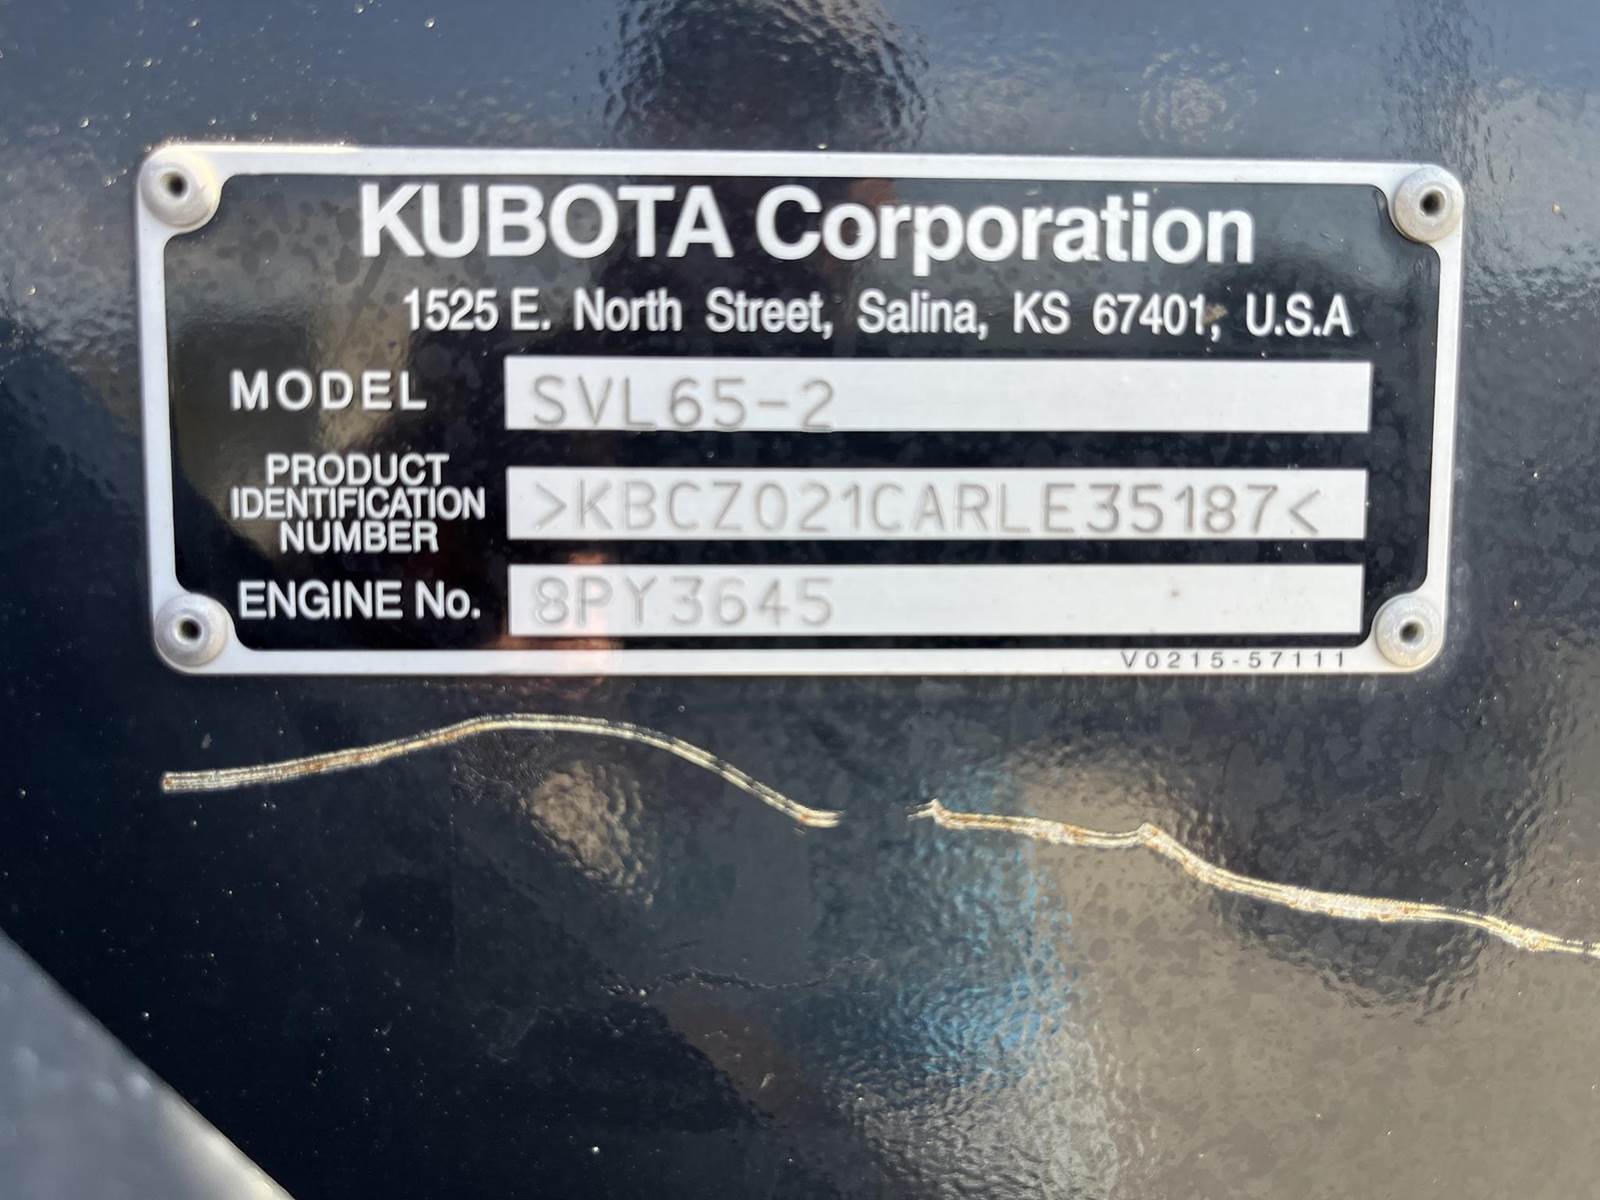 KUBOTA Corporation
1525 E. North Street, Salina, KS 67401, U.S.A
MODEL SVL65-2
PRODUCT
IDENTIFICATION
NUMBER
>KBCZ021CARLE35187<
ENGINE No. 8PY3645
V0215-57111